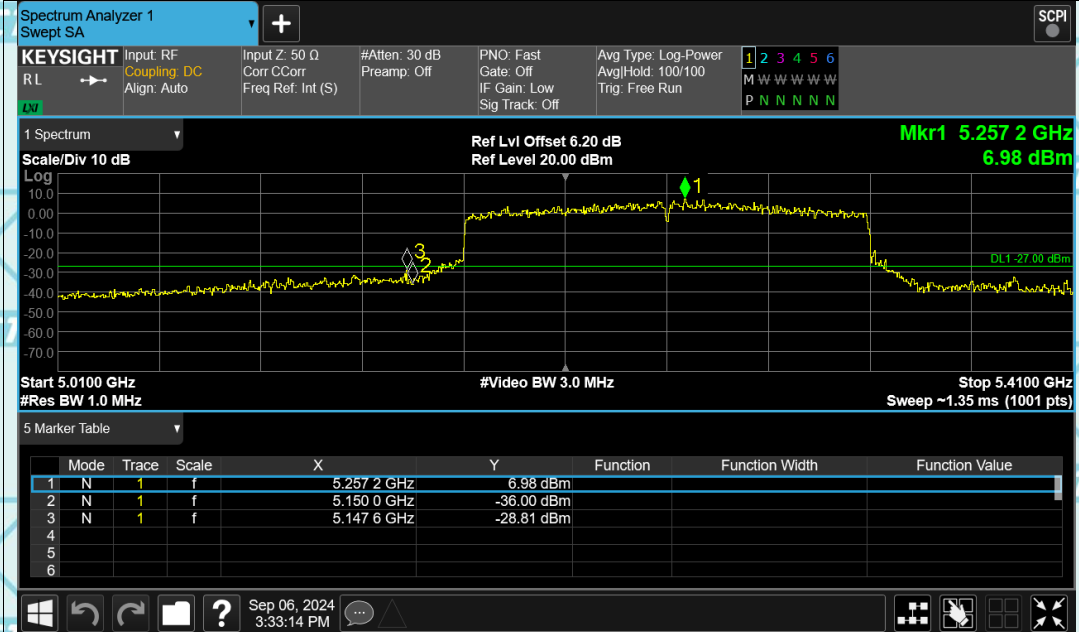 Spectrum Analyzer 1
Swept SA
+
SCPI
KEYSIGHT
R L
LXI
Input: RF
Coupling: DC
Align: Auto
Input Z: 50 Ω
Corr CCorr
Freq Ref: Int (S)
#Atten: 30 dB
Preamp: Off
PNO: Fast
Gate: Off
IF Gain: Low
Sig Track: Off
Avg Type: Log-Power
Avg|Hold: 100/100
Trig: Free Run
1 2 3 4 5 6
M W W W W W
P N N N N N
1 Spectrum
Scale/Div 10 dB
Ref Lvl Offset 6.20 dB
Ref Level 20.00 dBm
Mkr1 5.257 2 GHz
6.98 dBm
Log
10.0
0.00
-10.0
-20.0
-30.0
-40.0
-50.0
-60.0
-70.0
1
3
2
DL1 -27.00 dBm
Start 5.0100 GHz
#Video BW 3.0 MHz
Stop 5.4100 GHz
#Res BW 1.0 MHz
Sweep ~1.35 ms (1001 pts)
5 Marker Table
Mode Trace Scale X Y Function Function Width Function Value
1 N 1 f 5.257 2 GHz 6.98 dBm
2 N 1 f 5.150 0 GHz -36.00 dBm
3 N 1 f 5.147 6 GHz -28.81 dBm
4
5
6
?
Sep 06, 2024
3:33:14 PM